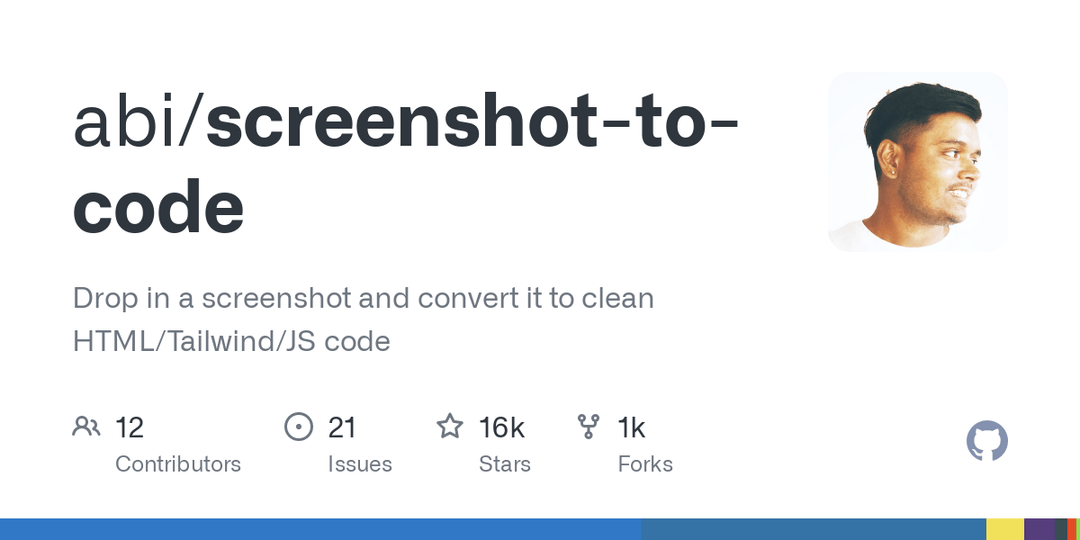 abi/screenshot-to-
code
Drop in a screenshot and convert it to clean
HTML/Tailwind/JS code
12 21 16k 1k
Contributors Issues Stars Forks